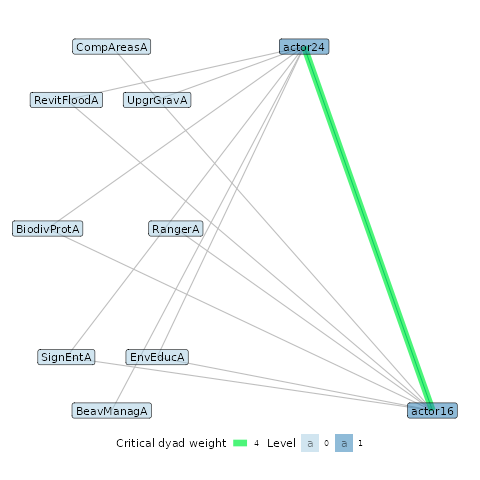 CompAreasA
actor24
RevitFloodA
UpgrGravA
BiodivProtA
RangerA
SignEntA
EnvEducA
BeavManagA
actor16
Critical dyad weight 4 Level a 0 a 1